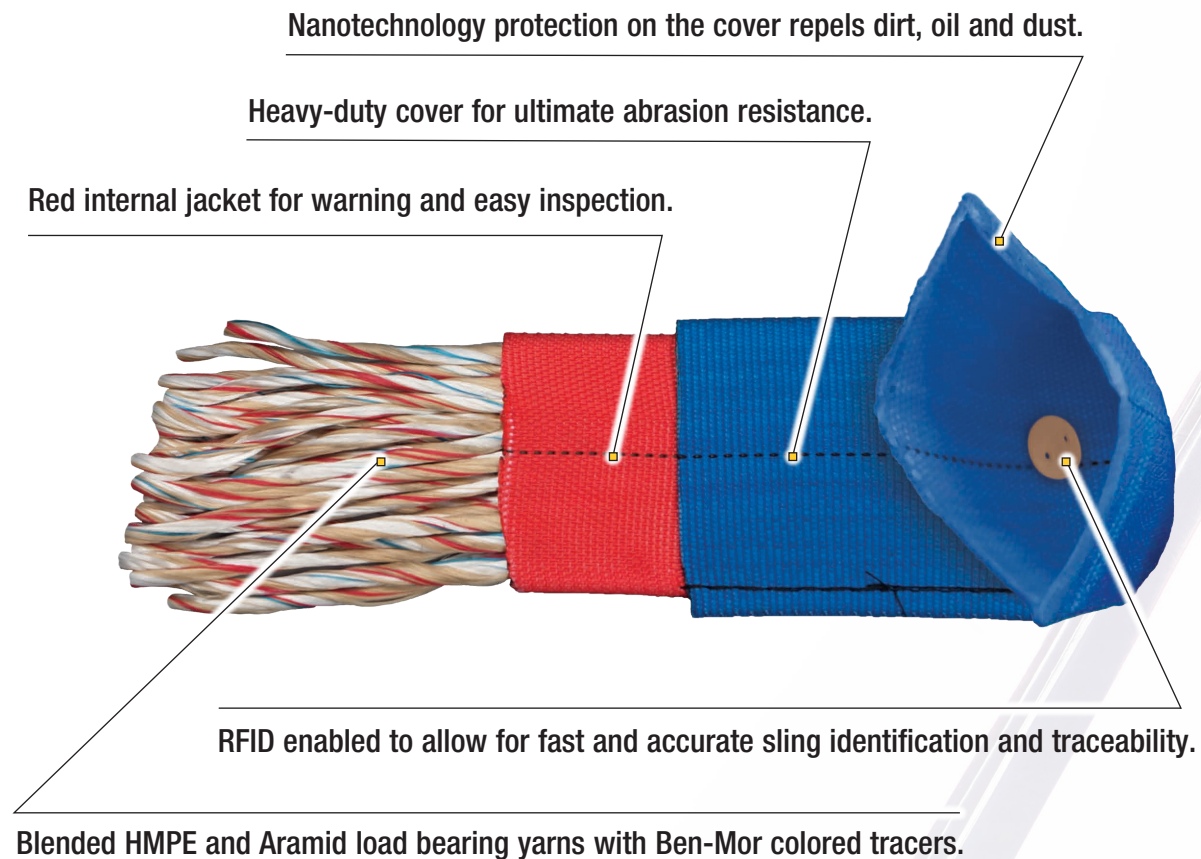 Nanotechnology protection on the cover repels dirt, oil and dust.
Heavy-duty cover for ultimate abrasion resistance.
Red internal jacket for warning and easy inspection.
RFID enabled to allow for fast and accurate sling identification and traceability.
Blended HMPE and Aramid load bearing yarns with Ben-Mor colored tracers.